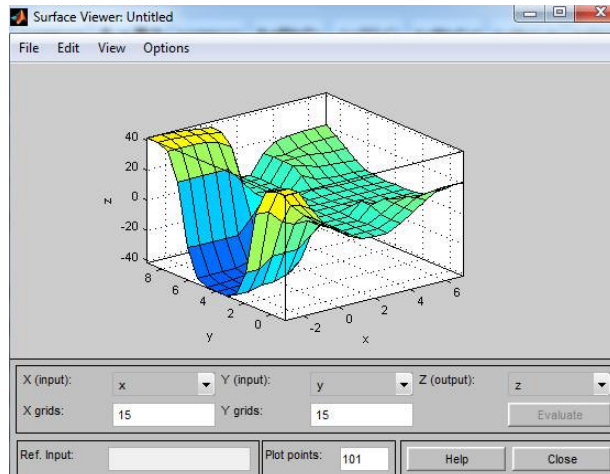 Surface Viewer: Untitled
File Edit View Options
40
20
0
-20
-40
z
8
6
4
2
0
y
-2
0
2
4
6
x
X (input): x Y (input): y Z (output): z
X grids: 15 Y grids: 15 Evaluate
Ref. Input: Plot points: 101 Help Close